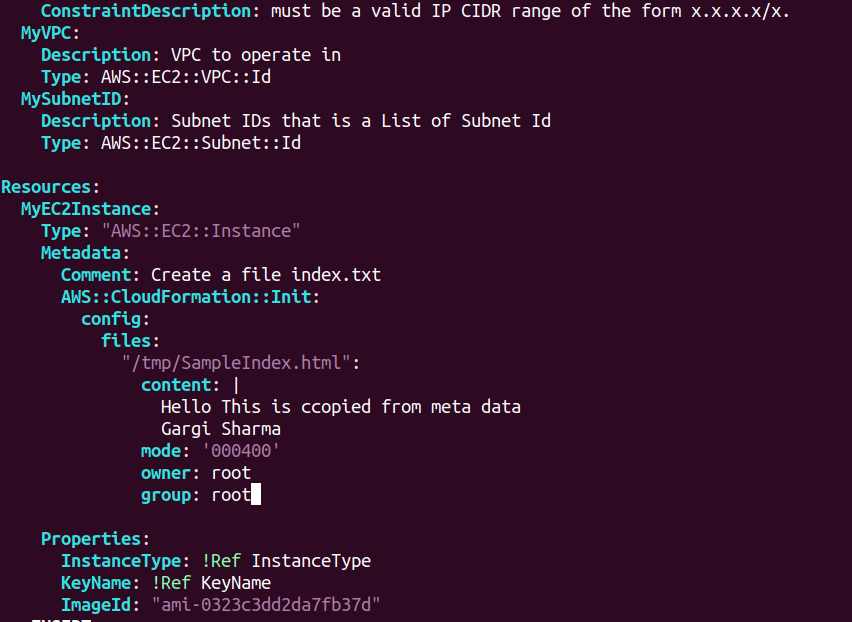 ConstraintDescription: must be a valid IP CIDR range of the form x.x.x.x/x.
MyVPC:
Description: VPC to operate in
Type: AWS::EC2::VPC::Id
MySubnetID:
Description: Subnet IDs that is a List of Subnet Id
Type: AWS::EC2::Subnet::Id
Resources:
MyEC2Instance:
Type: "AWS::EC2::Instance"
Metadata:
Comment: Create a file index.txt
AWS::CloudFormation::Init:
config:
files:
"/tmp/SampleIndex.html":
content: |
Hello This is ccopied from meta data
Gargi Sharma
mode: '000400'
owner: root
group: root
Properties:
InstanceType: !Ref InstanceType
KeyName: !Ref KeyName
ImageId: "ami-0323c3dd2da7fb37d"